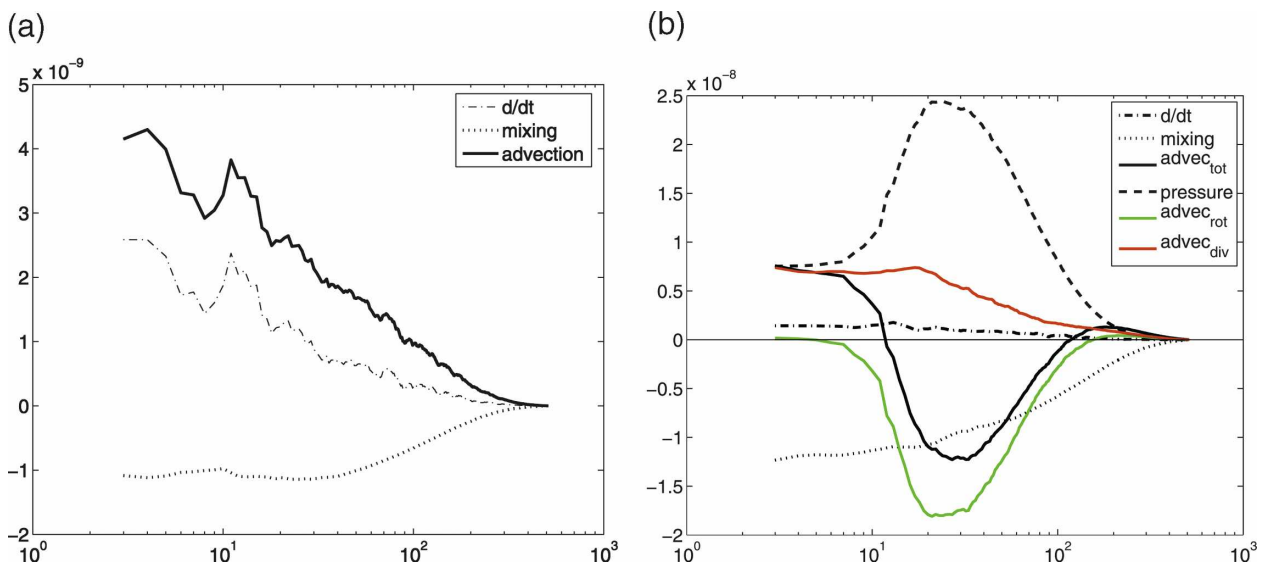 (a)
x 10^-9
5
4
3
2
1
0
−1
−2
10^0
10^1
10^2
10^3
d/dt
mixing
advection
(b)
x 10^-8
2.5
2
1.5
1
0.5
0
−0.5
−1
−1.5
−2
10^0
10^1
10^2
10^3
d/dt
mixing
advec_tot
pressure
advec_rot
advec_div